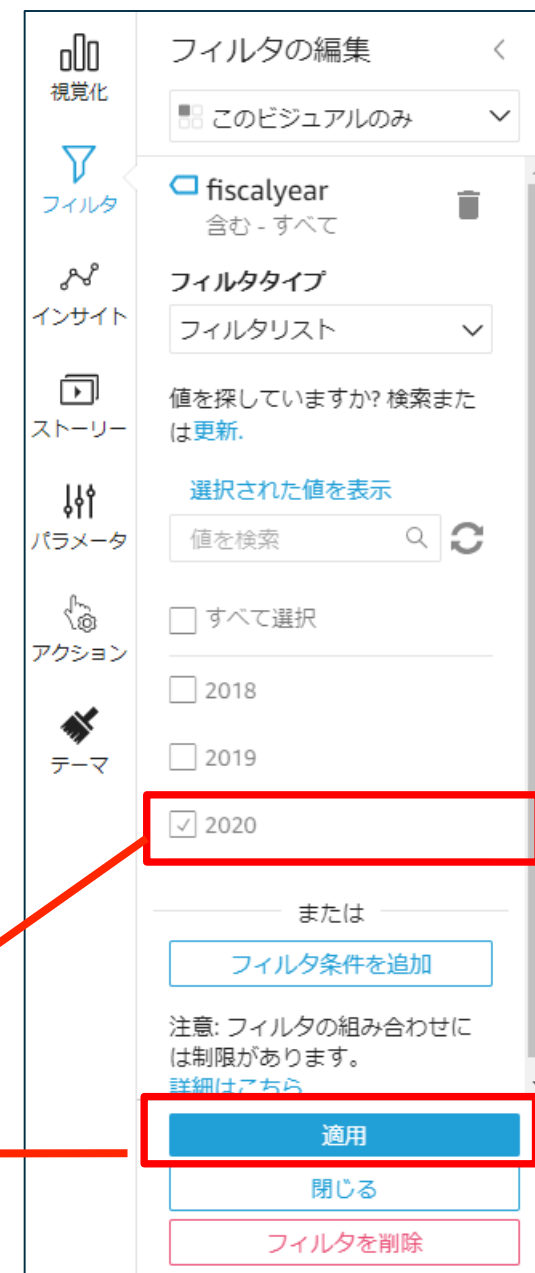 視覚化
フィルタ
インサイト
ストーリー
パラメータ
アクション
テーマ
フィルタの編集
このビジュアルのみ
fiscalyear
含む - すべて
フィルタタイプ
フィルタリスト
値を探していますか? 検索また
は更新.
選択された値を表示
値を検索
すべて選択
2018
2019
2020
または
フィルタ条件を追加
注意: フィルタの組み合わせに
は制限があります。
詳細はこちら
適用
閉じる
フィルタを削除